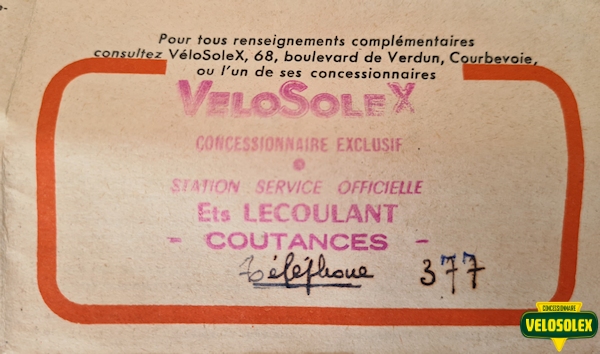 Pour tous renseignements complémentaires
consultez VéloSoleX, 68, boulevard de Verdun, Courbevoie,
ou l'un de ses concessionnaires
VELOSOLEX
CONCESSIONNAIRE EXCLUSIF
STATION SERVICE OFFICIELLE
Ets LECOULANT
- COUTANCES -
Téléphone 377
CONCESSIONNAIRE
VELOSOLEX